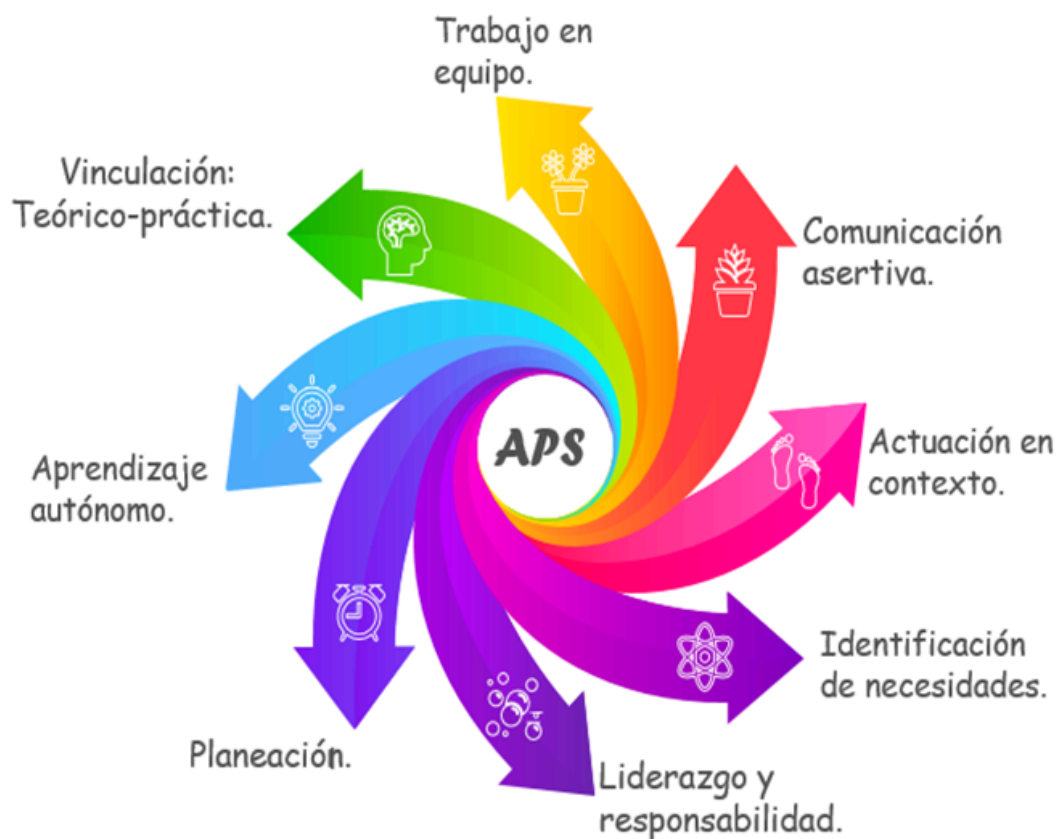 Trabajo en
equipo.
Vinculación:
Teórico-práctica.
Comunicación
asertiva.
APS
Aprendizaje
autónomo.
Actuación en
contexto.
Identificación
de necesidades.
Planeación.
Liderazgo y
responsabilidad.